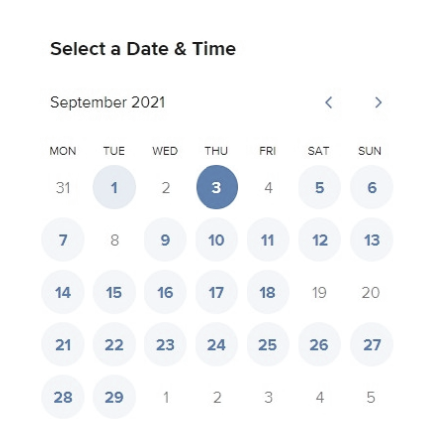 Select a Date & Time
September 2021
MON TUE WED THU FRI SAT SUN
31 1 2 3 4 5 6
7 8 9 10 11 12 13
14 15 16 17 18 19 20
21 22 23 24 25 26 27
28 29 1 2 3 4 5